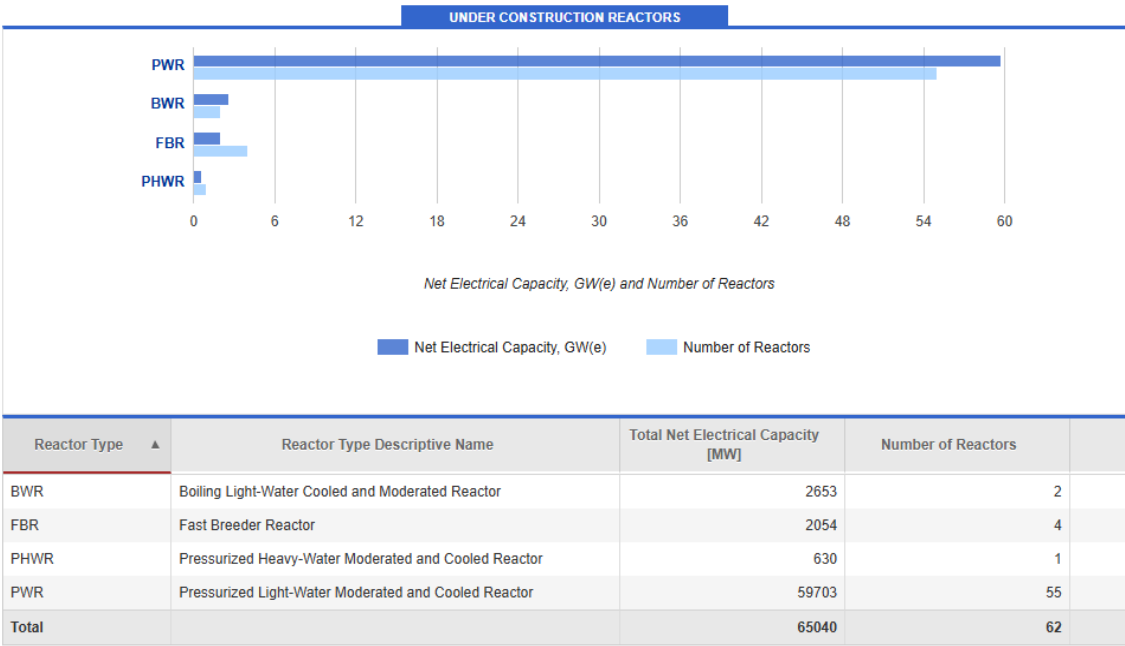 UNDER CONSTRUCTION REACTORS
PWR
BWR
FBR
PHWR
0 6 12 18 24 30 36 42 48 54 60
Net Electrical Capacity, GW(e) and Number of Reactors
Net Electrical Capacity, GW(e) Number of Reactors
Reactor Type ▲ Reactor Type Descriptive Name Total Net Electrical Capacity [MW] Number of Reactors
BWR Boiling Light-Water Cooled and Moderated Reactor 2653 2
FBR Fast Breeder Reactor 2054 4
PHWR Pressurized Heavy-Water Moderated and Cooled Reactor 630 1
PWR Pressurized Light-Water Moderated and Cooled Reactor 59703 55
Total 65040 62